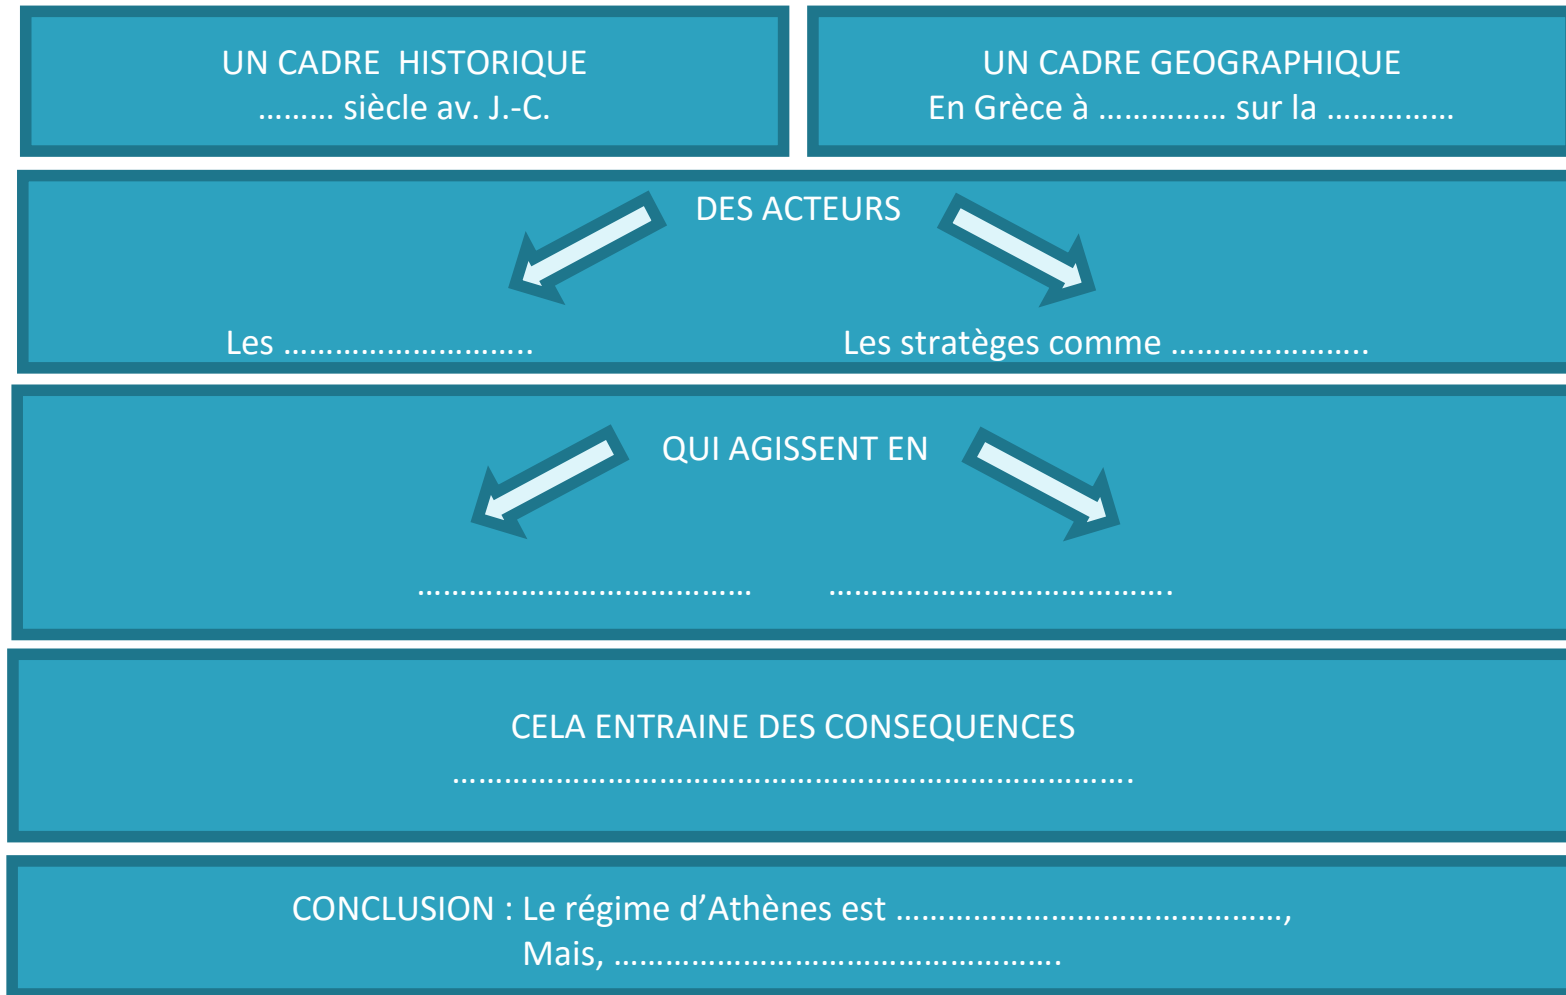 UN CADRE  HISTORIQUE
……… siècle av. J.-C.
UN CADRE GEOGRAPHIQUE
En Grèce à …………… sur la ……………
DES ACTEURS
Les ………………………..
Les stratèges comme …………………..
QUI AGISSENT EN
…………………………………
………………………………….
CELA ENTRAINE DES CONSEQUENCES
…………………………………………………………………….
CONCLUSION : Le régime d’Athènes est ………………………………………,
Mais, …………………………………………….